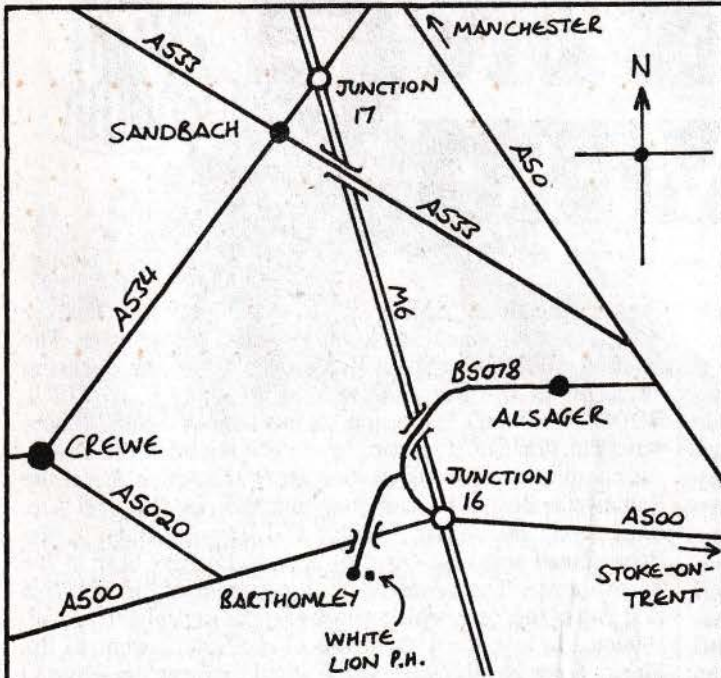 MANCHESTER
A533
N
JUNCTION
17
SANDBACH
A50
A533
A534
M6
B5078
ALSAGER
CREWE
JUNCTION
16
A5020
A500
STOKE-ON-
TRENT
A500
BARTHOMLEY
WHITE
LION P.H.